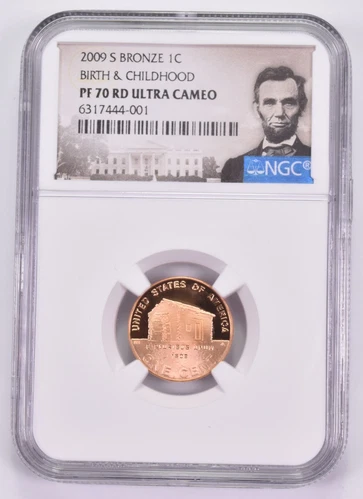 2009 S BRONZE 1C
BIRTH & CHILDHOOD
PF 70 RD ULTRA CAMEO
6317444-001
NGC®
UNITED STATES OF AMERICA
1809
ONE CENT